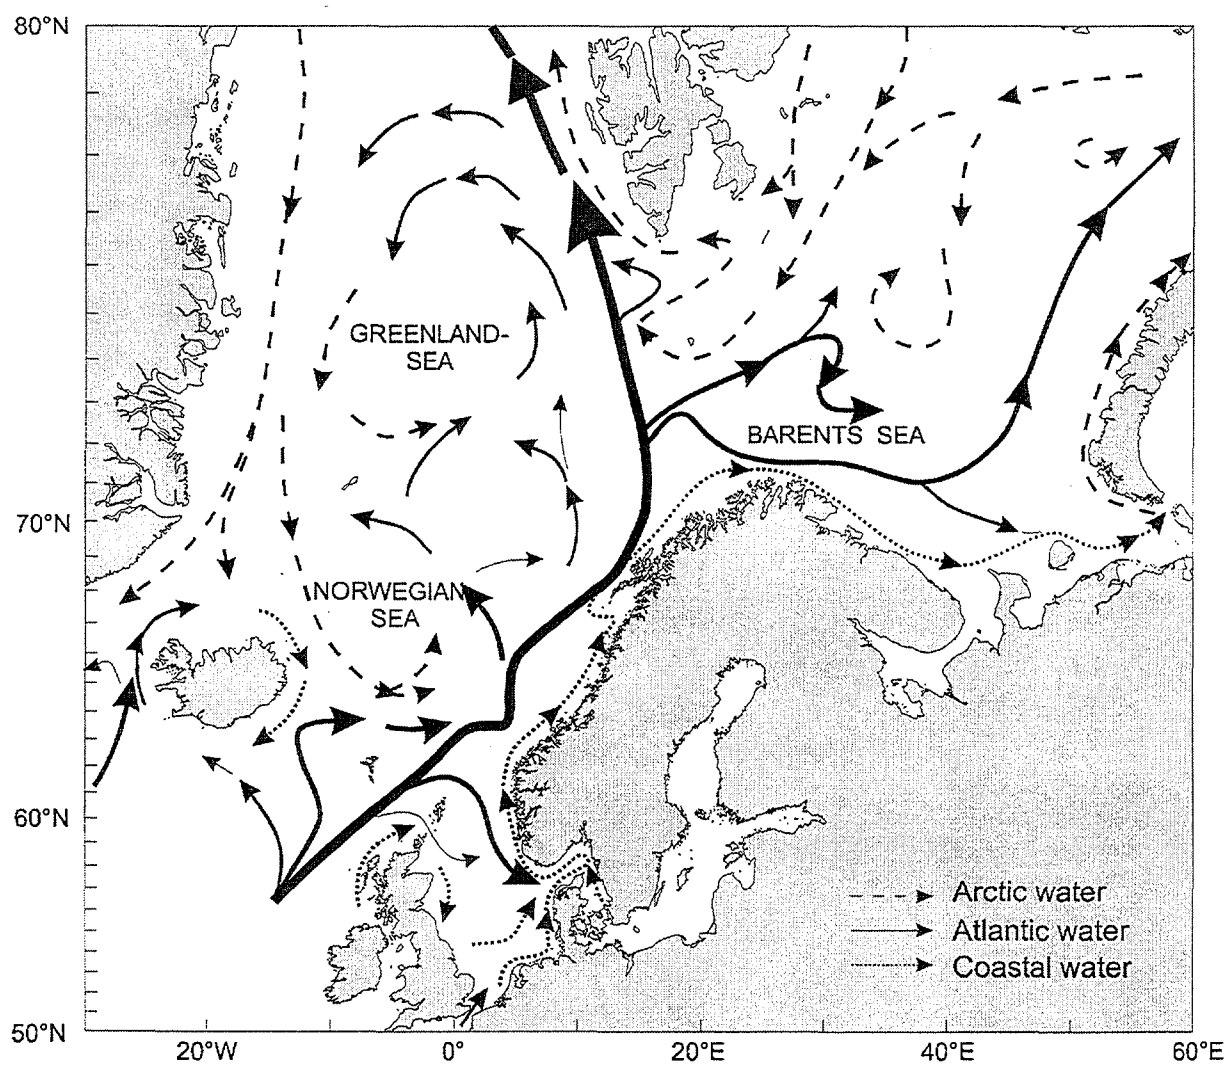 80°N
GREENLAND-
SEA
BARENTS SEA
70°N
NORWEGIAN
SEA
60°N
Arctic water
Atlantic water
Coastal water
50°N
20°W
0°
20°E
40°E
60°E